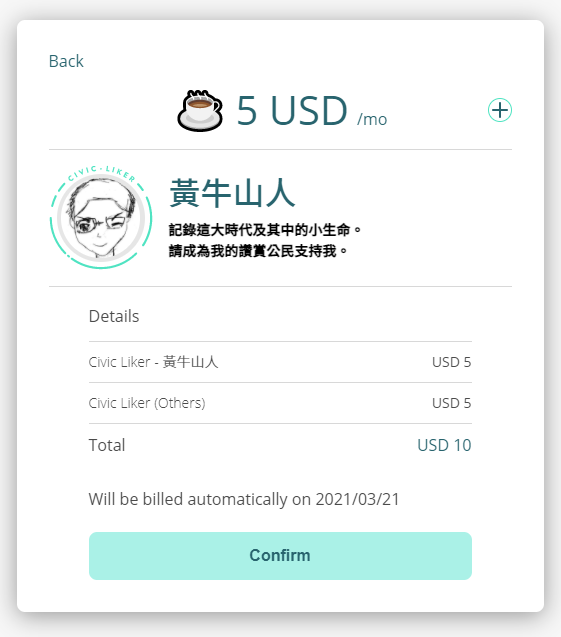 Back
5 USD /mo
CIVIC · LIKER
黃牛山人
記錄這大時代及其中的小生命。
請成為我的讚賞公民支持我。
Details
Civic Liker - 黃牛山人 USD 5
Civic Liker (Others) USD 5
Total USD 10
Will be billed automatically on 2021/03/21
Confirm